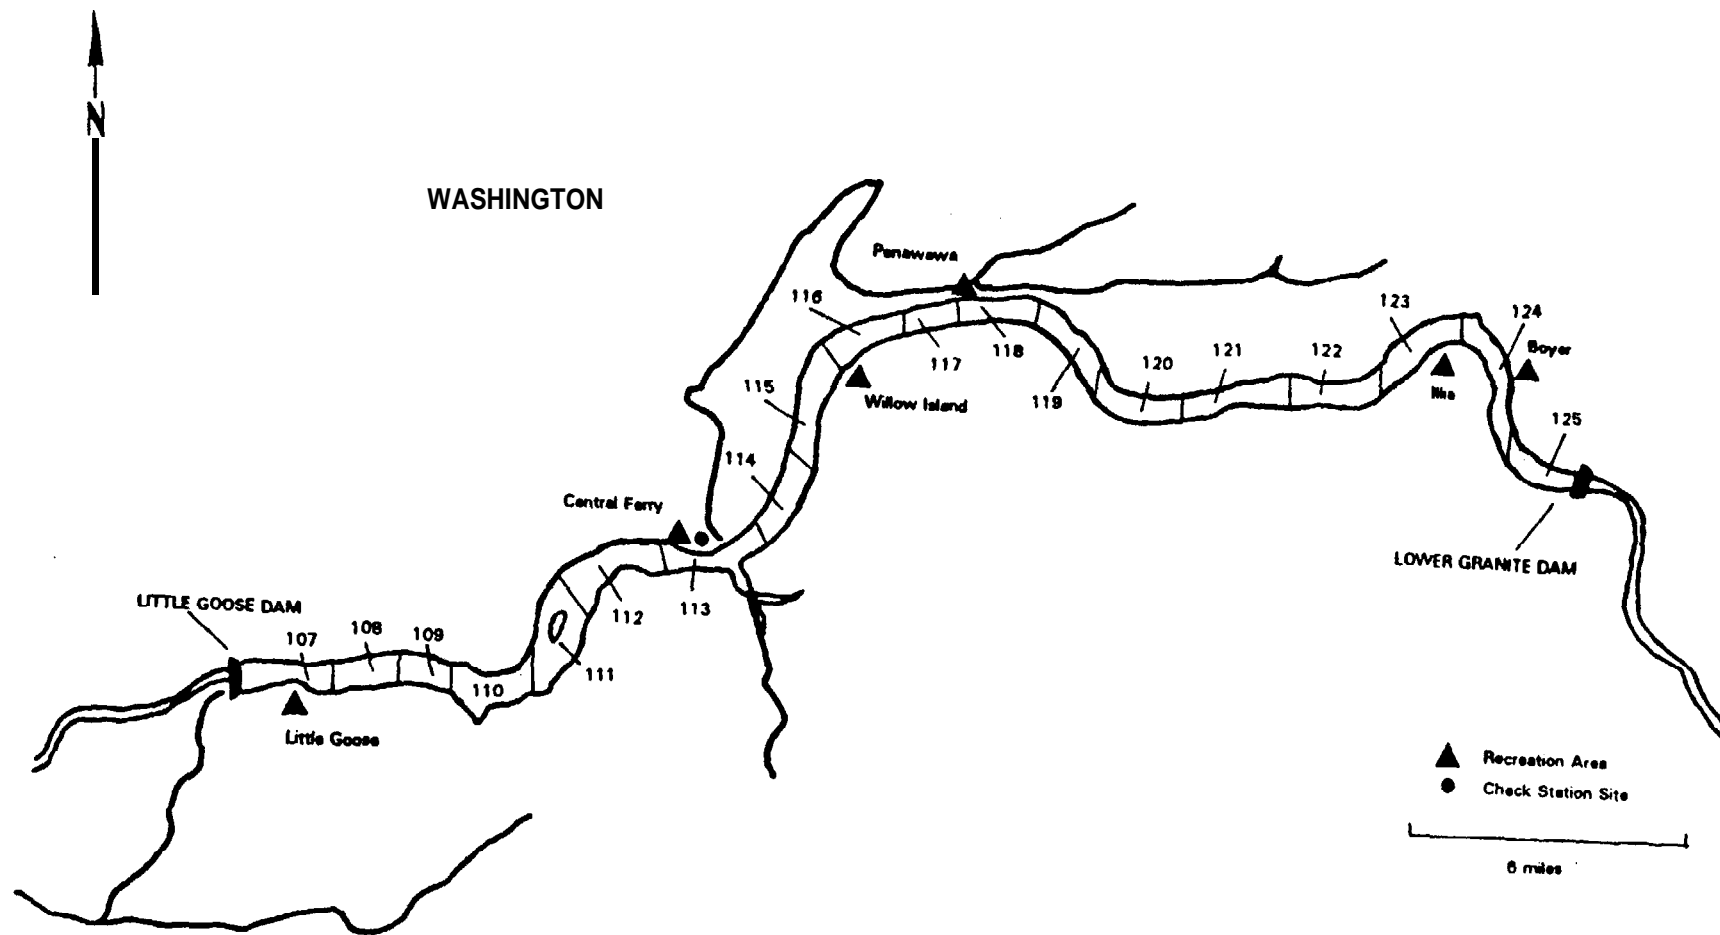 N
WASHINGTON
Penawawa
116
123
124
Boyer
117
118
120
121
122
115
Willow Island
119
Illia
114
125
Central Ferry
LOWER GRANITE DAM
LITTLE GOOSE DAM
107
108
109
112
113
111
110
Little Goose
Recreation Area
Check Station Site
6 miles